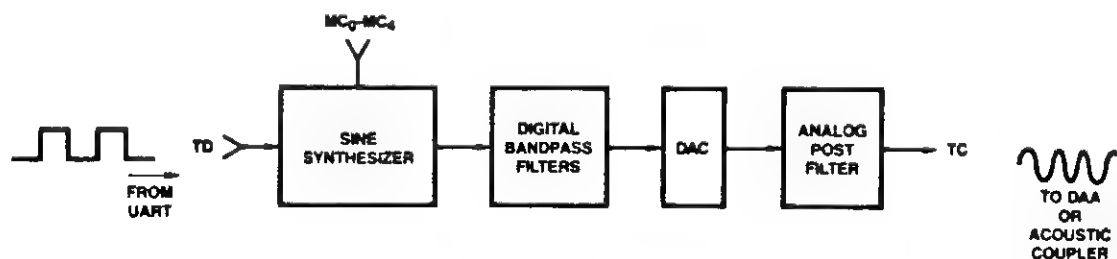 MC₀–MC₄
TD
SINE
SYNTHESIZER
DIGITAL
BANDPASS
FILTERS
DAC
ANALOG
POST
FILTER
TC
FROM
UART
TO DAA
OR
ACOUSTIC
COUPLER